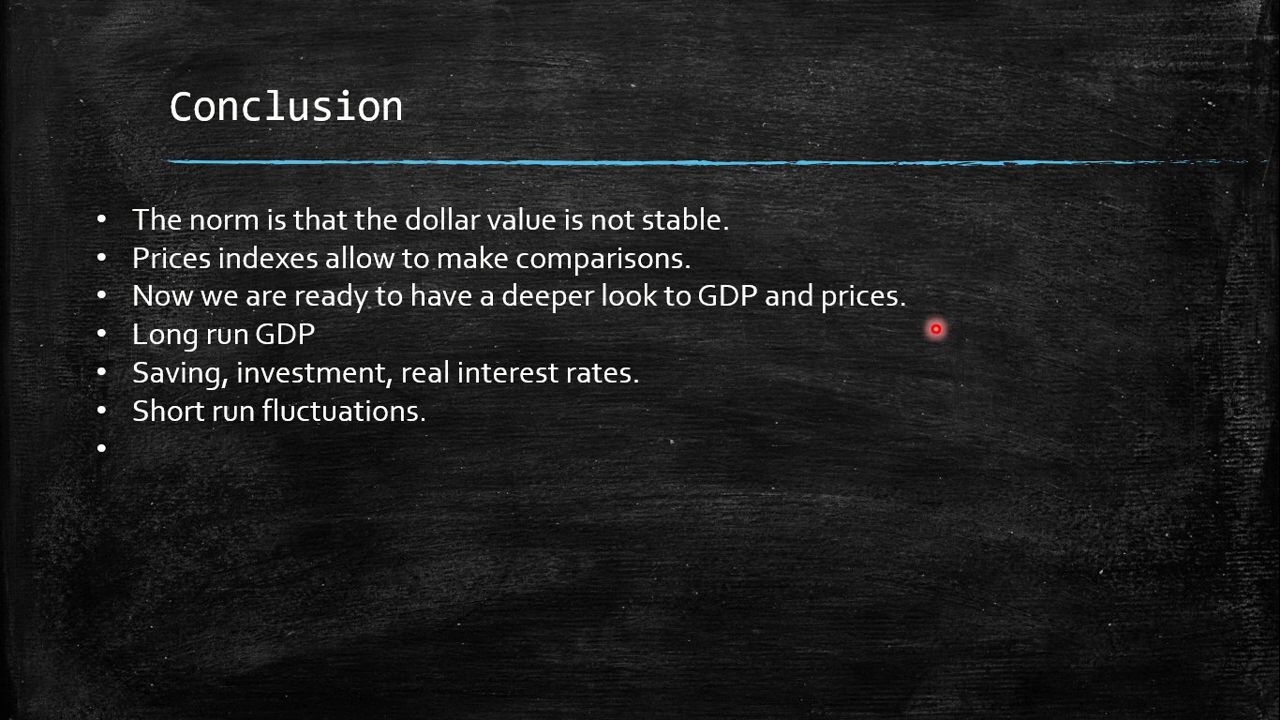 Conclusion
• The norm is that the dollar value is not stable.
• Prices indexes allow to make comparisons.
• Now we are ready to have a deeper look to GDP and prices.
• Long run GDP
• Saving, investment, real interest rates.
• Short run fluctuations.
•